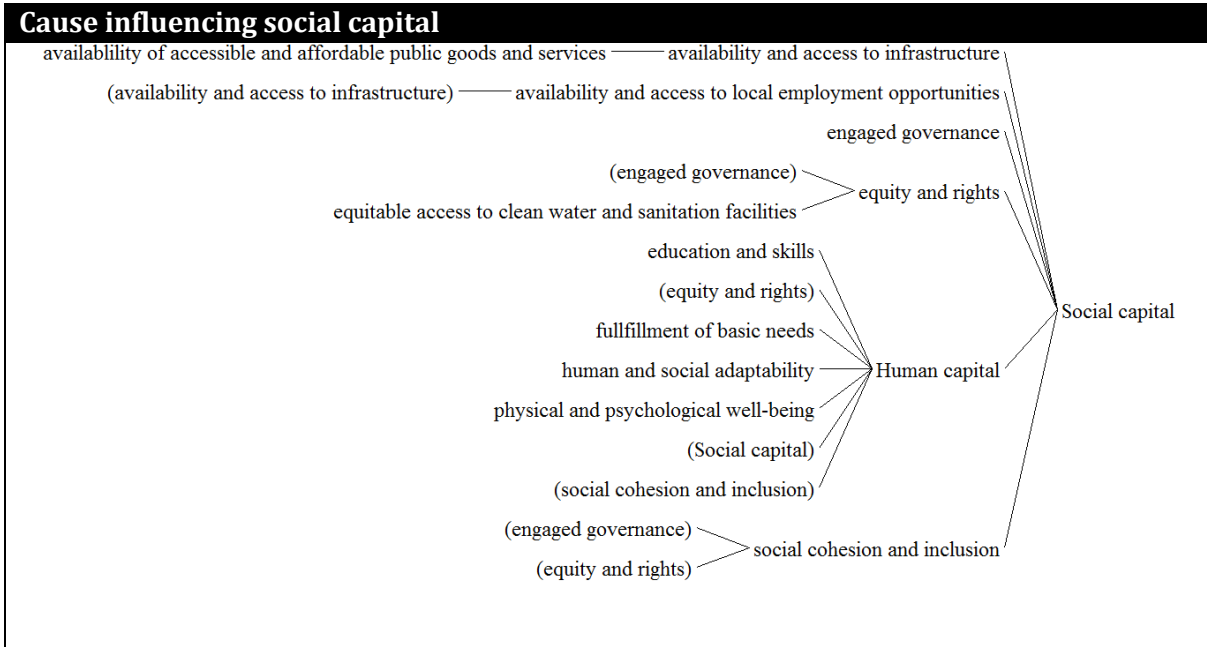 Cause influencing social capital
availablility of accessible and affordable public goods and services availability and access to infrastructure
(availability and access to infrastructure) availability and access to local employment opportunities
engaged governance
(engaged governance)
equity and rights
equitable access to clean water and sanitation facilities
education and skills
(equity and rights)
Social capital
fullfillment of basic needs
human and social adaptability Human capital
physical and psychological well-being
(Social capital)
(social cohesion and inclusion)
(engaged governance)
social cohesion and inclusion
(equity and rights)